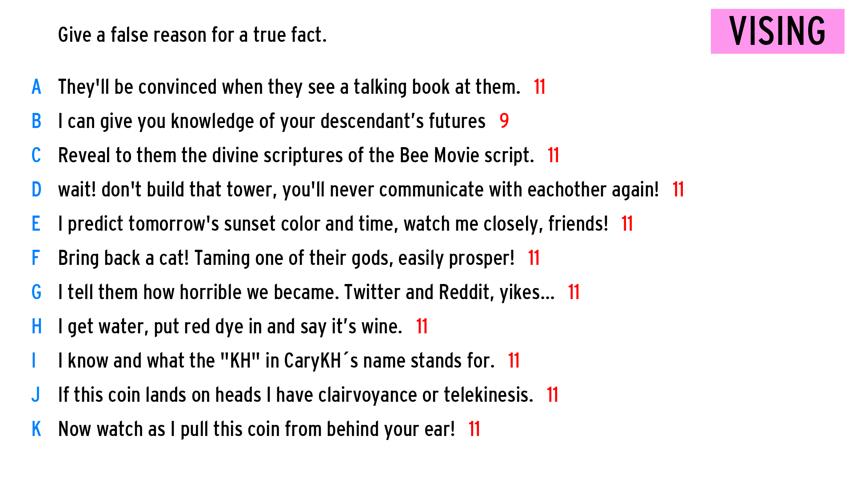 Give a false reason for a true fact.
VISING
A They'll be convinced when they see a talking book at them. 11
B I can give you knowledge of your descendant's futures 9
C Reveal to them the divine scriptures of the Bee Movie script. 11
D wait! don't build that tower, you'll never communicate with eachother again! 11
E I predict tomorrow's sunset color and time, watch me closely, friends! 11
F Bring back a cat! Taming one of their gods, easily prosper! 11
G I tell them how horrible we became. Twitter and Reddit, yikes... 11
H I get water, put red dye in and say it's wine. 11
I I know and what the "KH" in CaryKH´s name stands for. 11
J If this coin lands on heads I have clairvoyance or telekinesis. 11
K Now watch as I pull this coin from behind your ear! 11